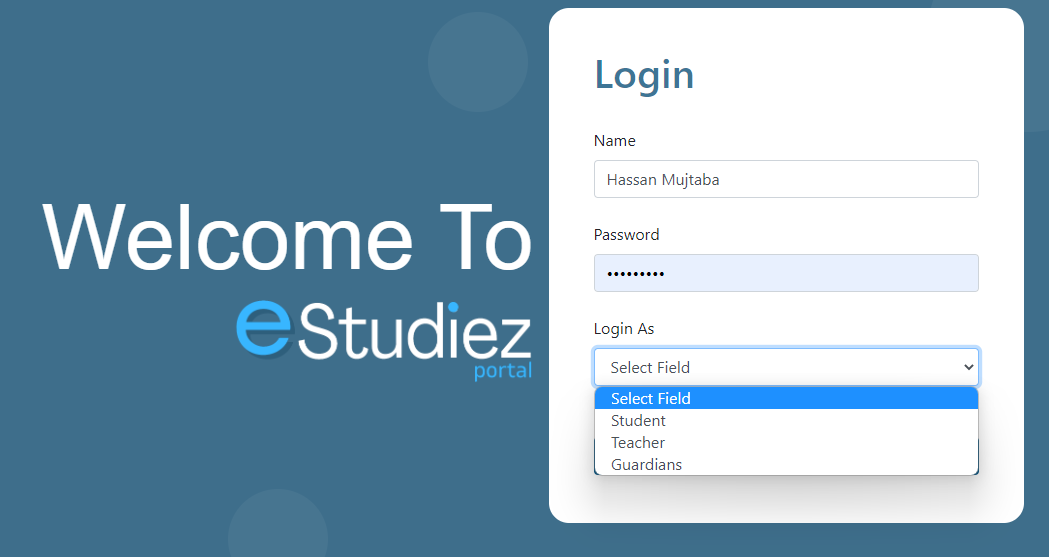 Welcome To
eStudiez
portal
Login
Name
Hassan Mujtaba
Password
•••••••••
Login As
Select Field
Select Field
Student
Teacher
Guardians